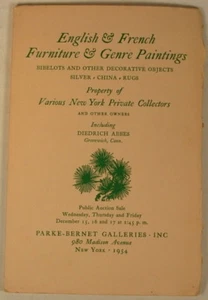 English & French
Furniture & Genre Paintings
BIBELOTS AND OTHER DECORATIVE OBJECTS
SILVER · CHINA · RUGS
Property of
Various New York Private Collectors
AND OTHER OWNERS
Including
DIEDRICH AEBES
Greenwich, Conn.
Public Auction Sale
Wednesday, Thursday and Friday
December 15, 16 and 17 at 1:45 p.m.
PARKE-BERNET GALLERIES · INC
980 Madison Avenue
NEW YORK · 1954